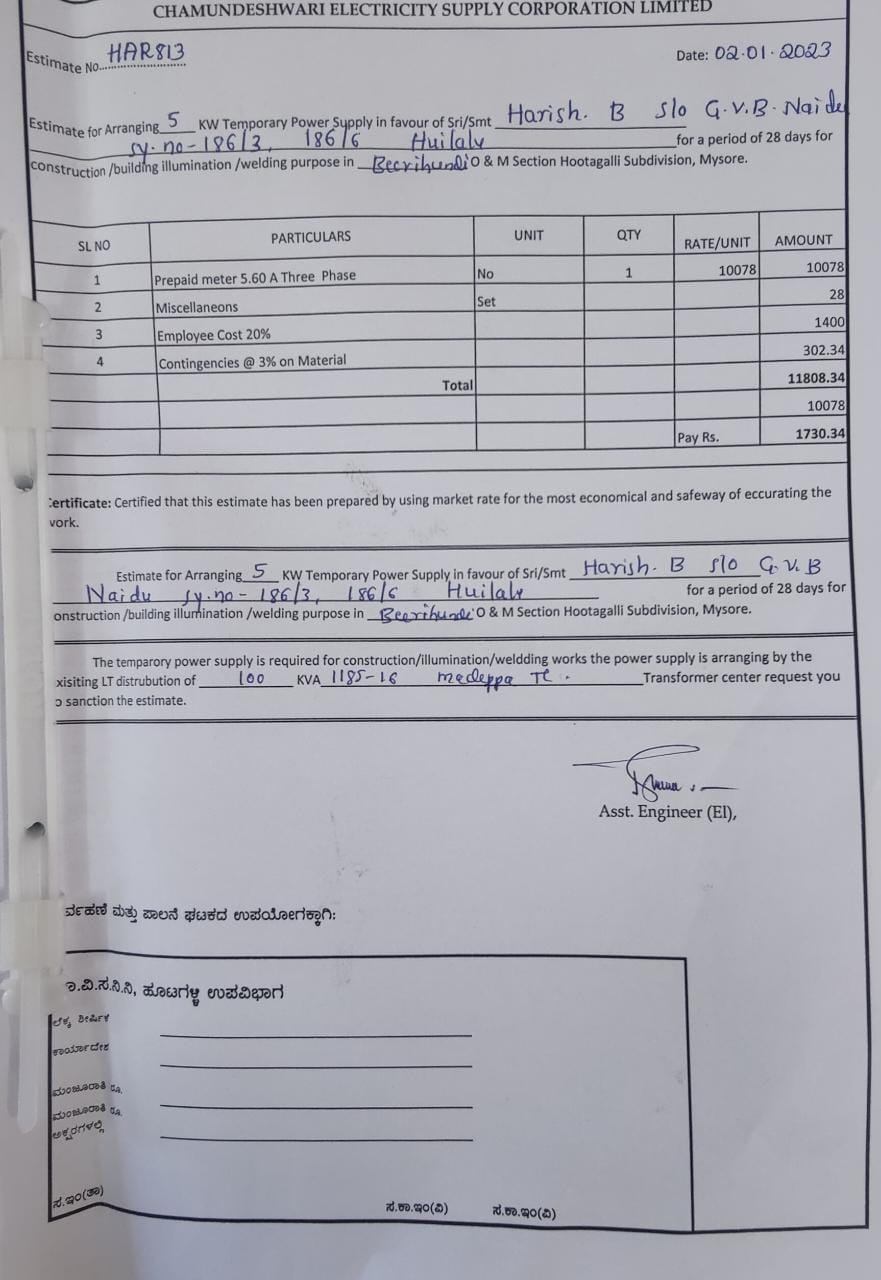 CHAMUNDESHWARI ELECTRICITY SUPPLY CORPORATION LIMITED
Estimate No. HAR813 Date: 02.01.2023
Estimate for Arranging 5 KW Temporary Power Supply in favour of Sri/Smt Harish. B S/o G.V.B. Naidu
Sy.no-186/3, 186/6 Huilalu for a period of 28 days for
construction /building illumination /welding purpose in Beerihundi O & M Section Hootagalli Subdivision, Mysore.
SL NO PARTICULARS UNIT QTY RATE/UNIT AMOUNT
1 Prepaid meter 5.60 A Three Phase No 1 10078 10078
2 Miscellaneons Set 28
3 Employee Cost 20% 1400
4 Contingencies @ 3% on Material 302.34
Total 11808.34
10078
Pay Rs. 1730.34
Certificate: Certified that this estimate has been prepared by using market rate for the most economical and safeway of eccurating the
work.
Estimate for Arranging 5 KW Temporary Power Supply in favour of Sri/Smt Harish. B S/o G.V.B
Naidu Sy.no-186/3, 186/6 Huilalu for a period of 28 days for
onstruction /building illumination /welding purpose in Beerihundi O & M Section Hootagalli Subdivision, Mysore.
The temparory power supply is required for construction/illumination/weldding works the power supply is arranging by the
xisiting LT distrubution of 100 KVA 1185-16 madeppa TC. Transformer center request you
o sanction the estimate.
Asst. Engineer (El),
ರ್ವಹಣೆ ಮತ್ತು ಪಾಲನೆ ಘಟಕದ ಉಪಯೋಗಕ್ಕಾಗಿ:
ಾ.ವಿ.ಸ.ನಿ.ನಿ, ಹೂಟಗಳ್ಳಿ ಉಪವಿಭಾಗ
ಲೆಕ್ಕ ಶೀರ್ಷಿಕೆ
ಕಾರ್ಯಾದೇಶ
ಮಂಜೂರಾತಿ ರೂ.
ಮಂಜೂರಾತಿ ರೂ.
ಅಕ್ಷರಗಳಲ್ಲಿ
ಸ.ಇಂ(ತಾ) ಸ.ಕಾ.ಇಂ(ವಿ) ಸ.ಕಾ.ಇಂ(ವಿ)